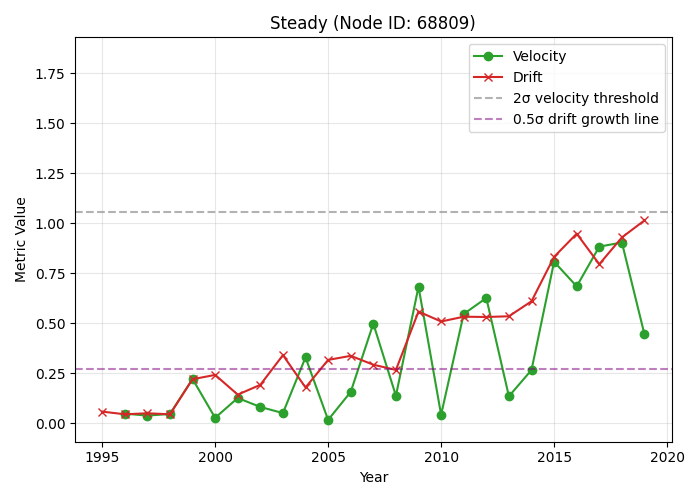 Steady (Node ID: 68809)
Velocity
Drift
2σ velocity threshold
0.5σ drift growth line
Metric Value
1.75
1.50
1.25
1.00
0.75
0.50
0.25
0.00
1995 2000 2005 2010 2015 2020
Year